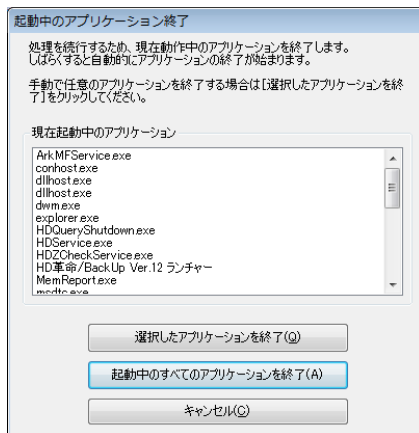 起動中のアプリケーション終了
処理を続行するため、現在動作中のアプリケーションを終了します。
しばらくすると自動的にアプリケーションの終了が始まります。
手動で任意のアプリケーションを終了する場合は[選択したアプリケーションを終
了]をクリックしてください。
現在起動中のアプリケーション
ArkMFService.exe
conhost.exe
dllhost.exe
dllhost.exe
dwm.exe
explorer.exe
HDQueryShutdown.exe
HDService.exe
HDZCheckService.exe
HD革命/BackUp Ver.12 ランチャー
MemReport.exe
msdtc.exe
選択したアプリケーションを終了(Q)
起動中のすべてのアプリケーションを終了(A)
キャンセル(C)